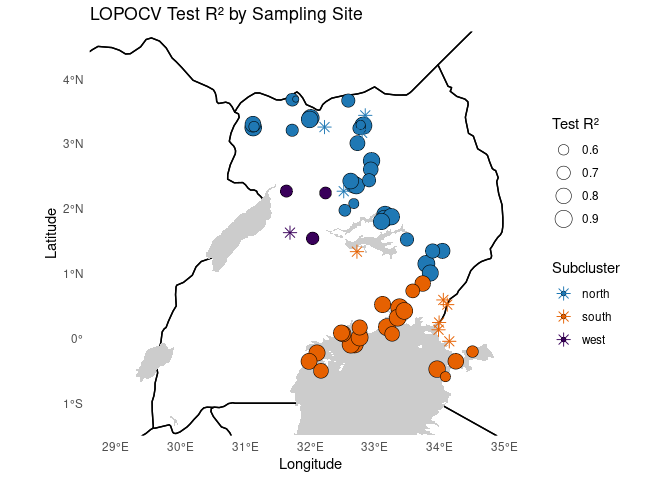 LOPOCV Test R² by Sampling Site
4°N
3°N
2°N
1°N
0°
1°S
Latitude
29°E 30°E 31°E 32°E 33°E 34°E 35°E
Longitude
Test R²
0.6
0.7
0.8
0.9
Subcluster
north
south
west